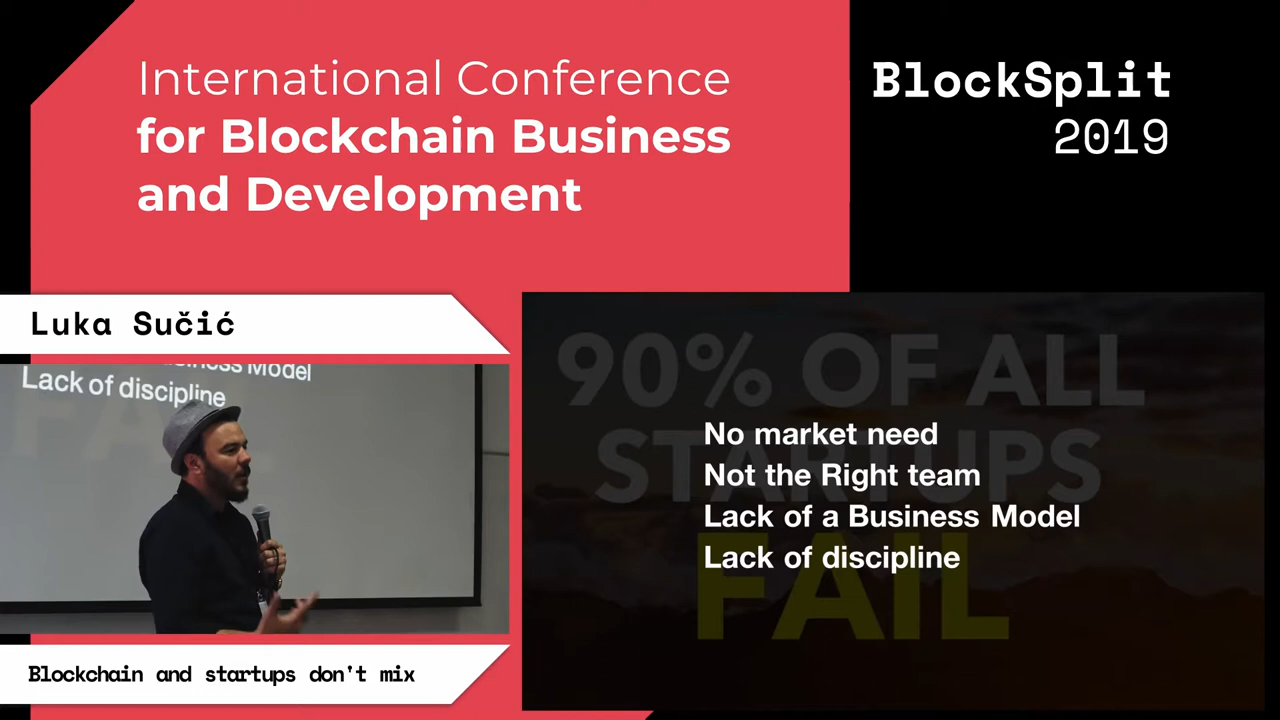 International Conference
for Blockchain Business
and Development
BlockSplit
2019
Luka Sučić
Business Model
Lack of discipline
90% OF ALL
STARTUPS
FAIL
No market need
Not the Right team
Lack of a Business Model
Lack of discipline
Blockchain and startups don't mix